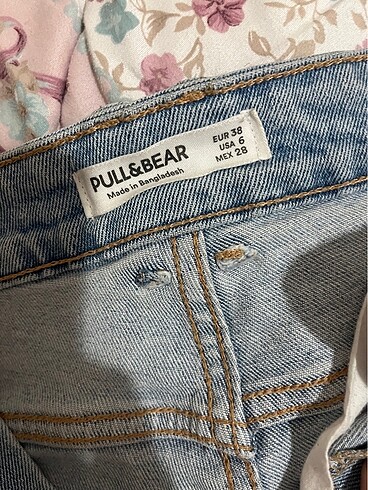 PULL&BEAR
Made in Bangladesh
EUR 38
USA 6
MEX 28